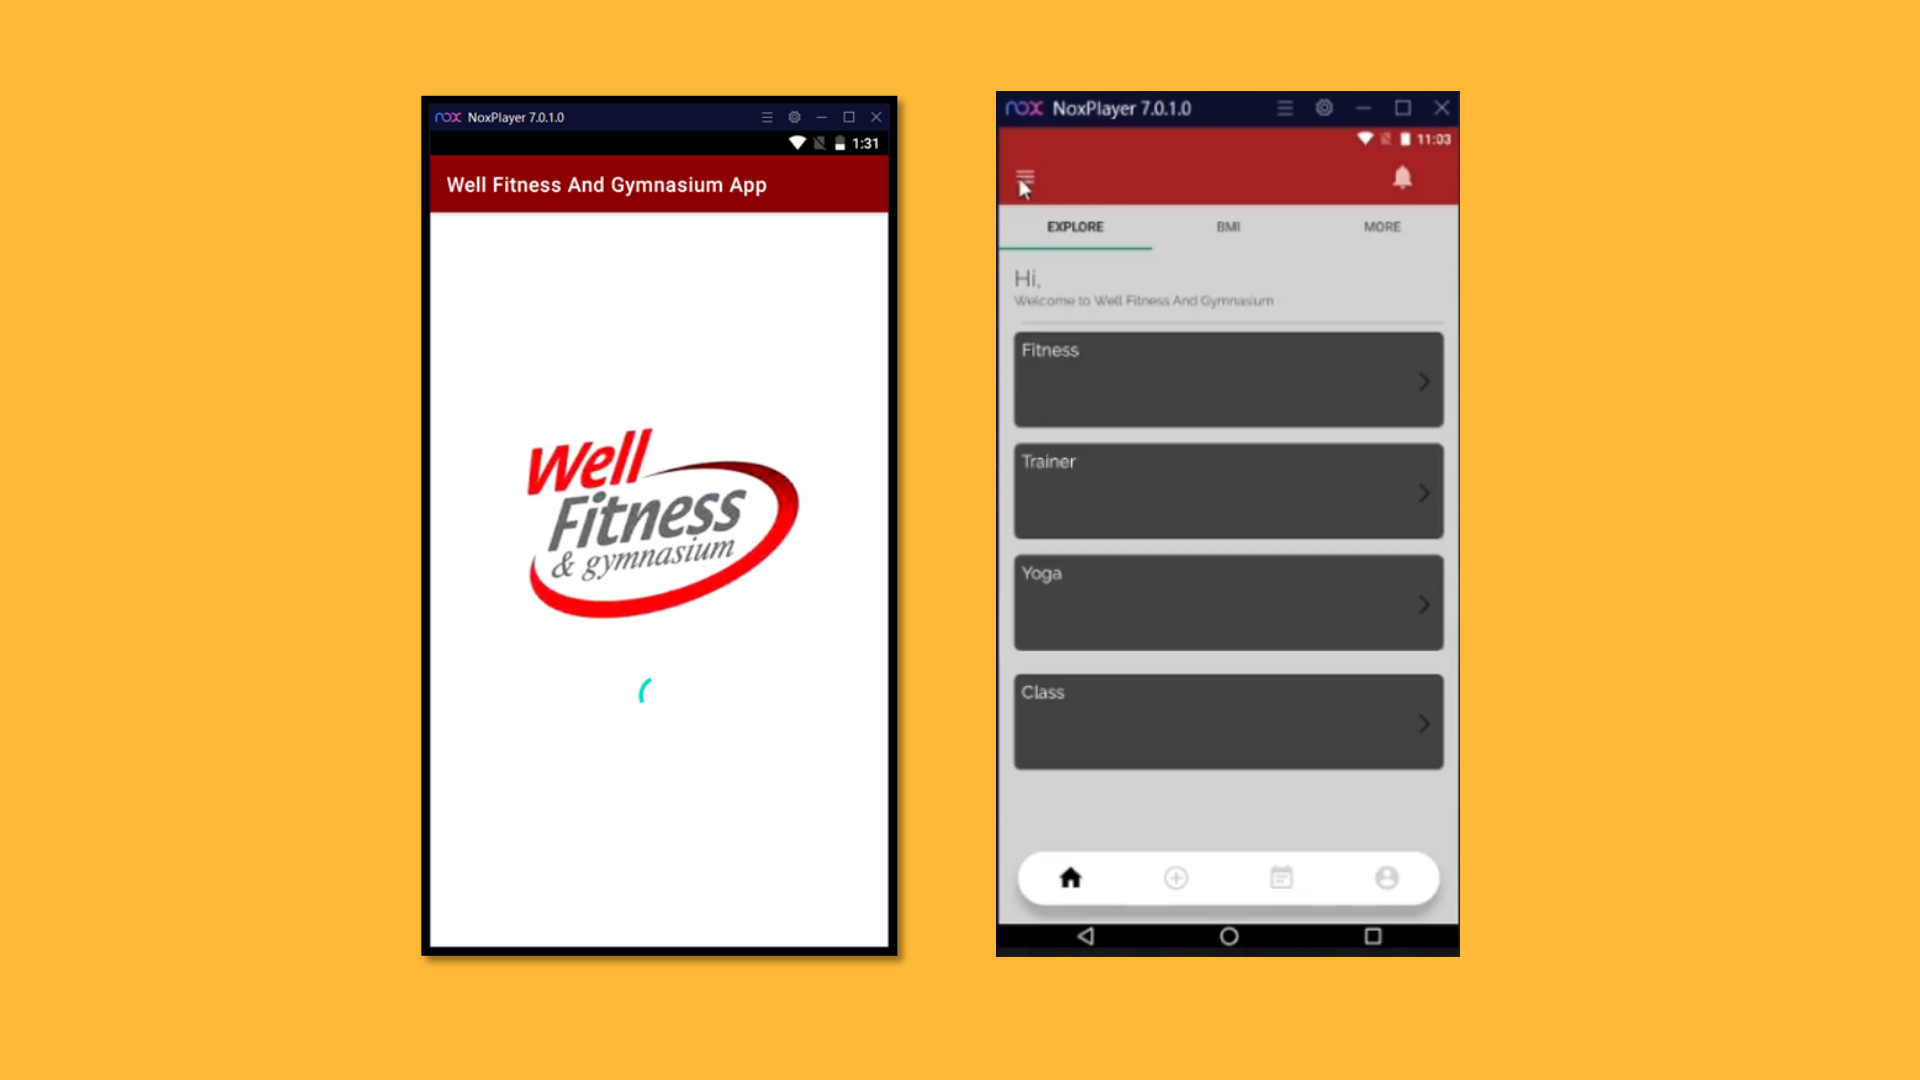 nox NoxPlayer 7.0.1.0
1:31
Well Fitness And Gymnasium App
Well
Fitness
& gymnasium
nox NoxPlayer 7.0.1.0
11:03
EXPLORE BMI MORE
Hi,
Welcome to Well Fitness And Gymnasium
Fitness
Trainer
Yoga
Class